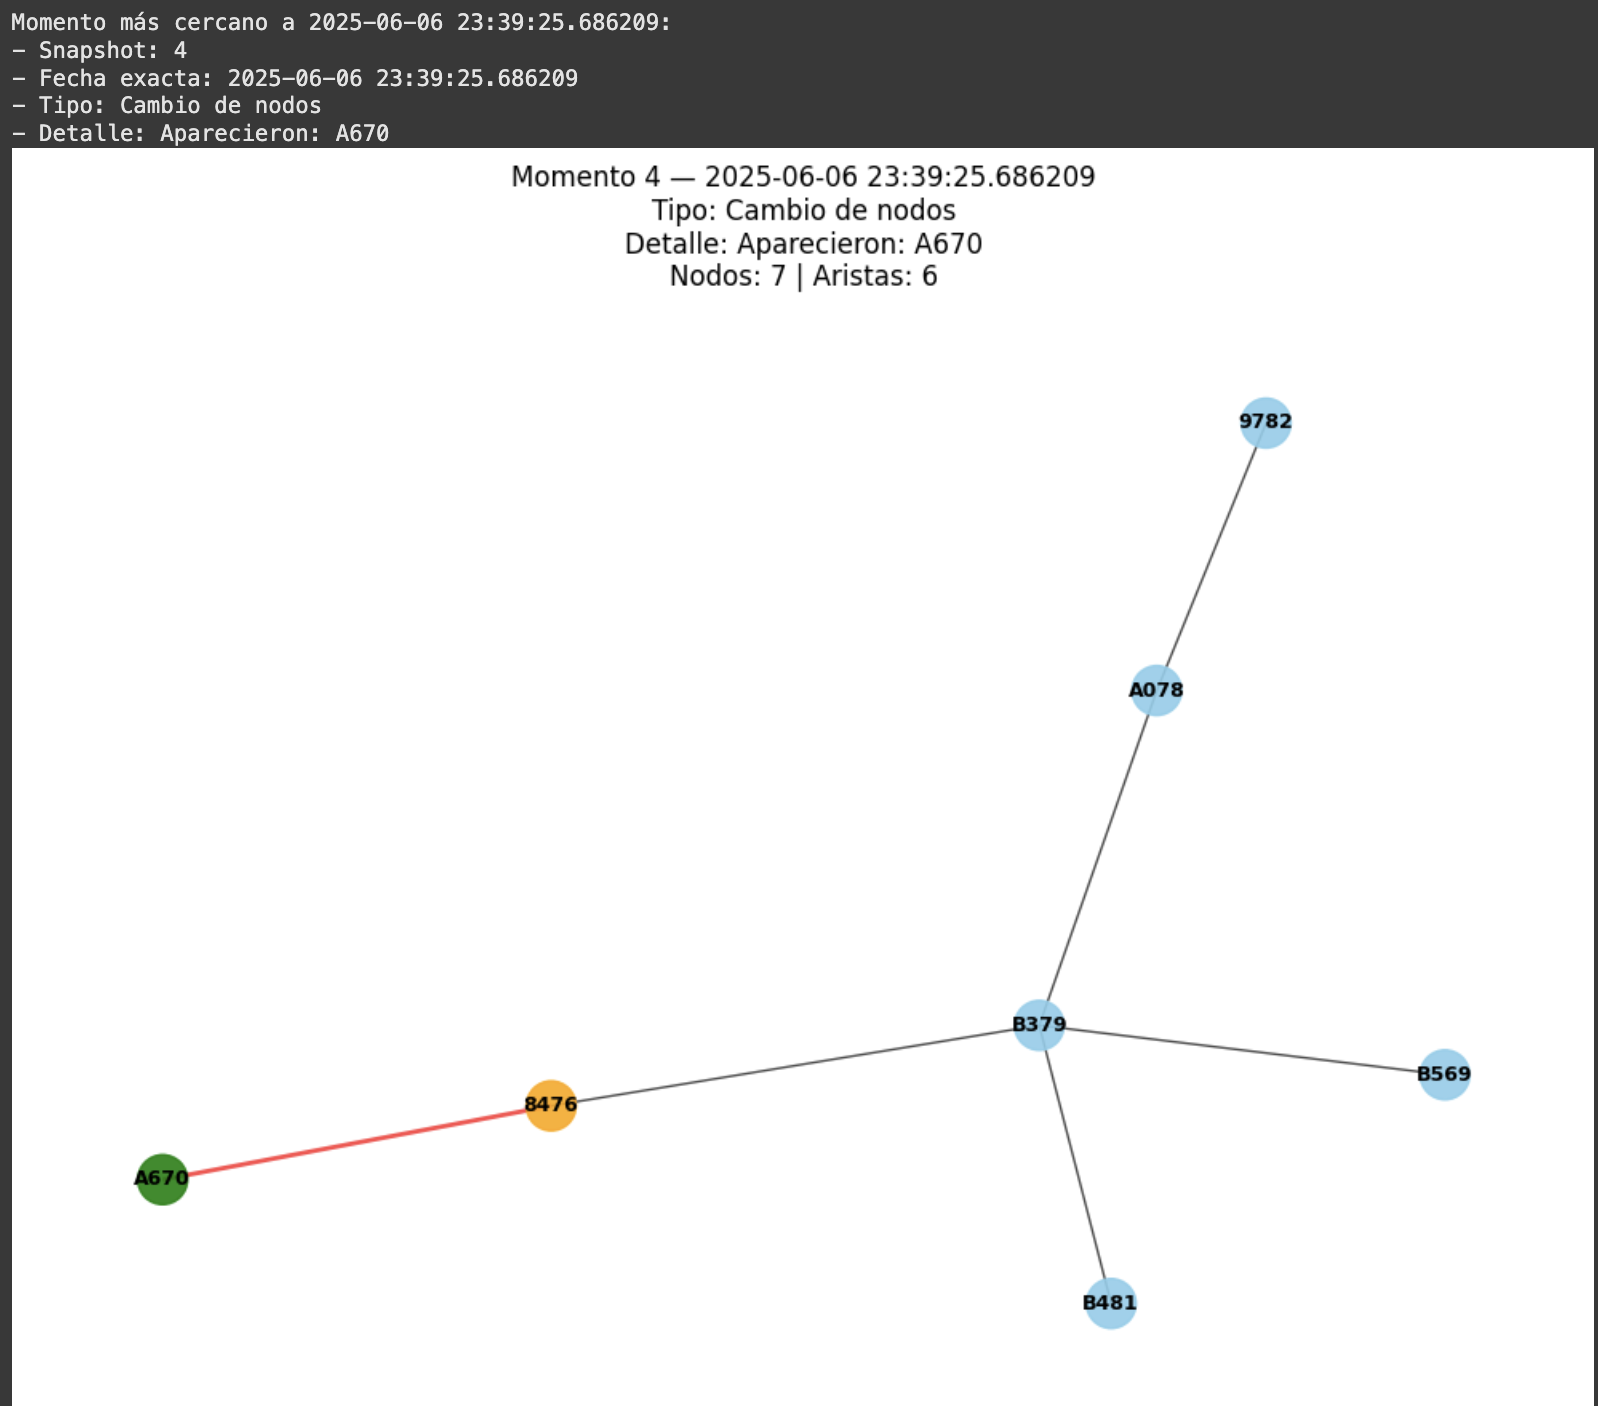 Momento más cercano a 2025-06-06 23:39:25.686209:
- Snapshot: 4
- Fecha exacta: 2025-06-06 23:39:25.686209
- Tipo: Cambio de nodos
- Detalle: Aparecieron: A670
Momento 4 — 2025-06-06 23:39:25.686209
Tipo: Cambio de nodos
Detalle: Aparecieron: A670
Nodos: 7 | Aristas: 6
9782
A078
B379
B569
8476
A670
B481